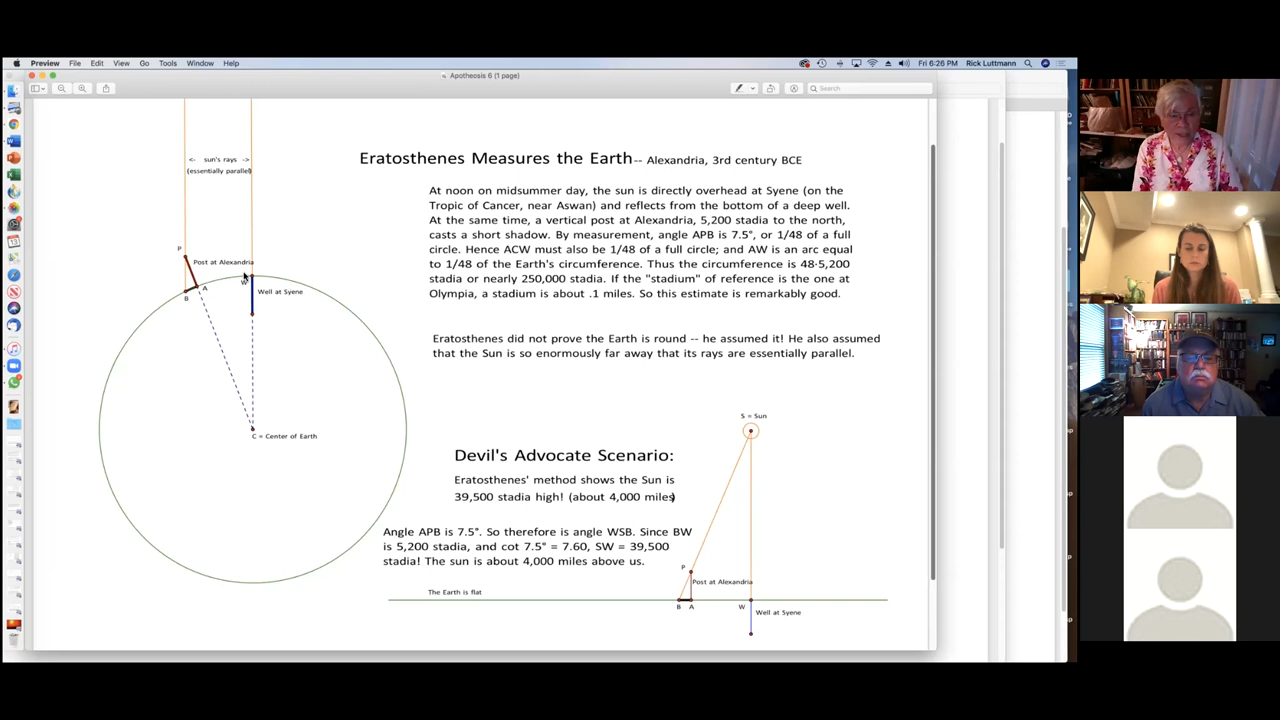 Preview File Edit View Go Tools Window Help
Fri 6:26 PM Rick Luttmann
Apotheosis 6 (1 page)
Search
<- sun's rays ->
(essentially parallel)
Eratosthenes Measures the Earth-- Alexandria, 3rd century BCE
At noon on midsummer day, the sun is directly overhead at Syene (on the
Tropic of Cancer, near Aswan) and reflects from the bottom of a deep well.
At the same time, a vertical post at Alexandria, 5,200 stadia to the north,
casts a short shadow. By measurement, angle APB is 7.5°, or 1/48 of a full
circle. Hence ACW must also be 1/48 of a full circle; and AW is an arc equal
to 1/48 of the Earth's circumference. Thus the circumference is 48·5,200
stadia or nearly 250,000 stadia. If the "stadium" of reference is the one at
Olympia, a stadium is about .1 miles. So this estimate is remarkably good.
P
Post at Alexandria
W
B
A
Well at Syene
C = Center of Earth
Eratosthenes did not prove the Earth is round -- he assumed it! He also assumed
that the Sun is so enormously far away that its rays are essentially parallel.
S = Sun
Devil's Advocate Scenario:
Eratosthenes' method shows the Sun is
39,500 stadia high! (about 4,000 miles)
Angle APB is 7.5°. So therefore is angle WSB. Since BW
is 5,200 stadia, and cot 7.5° = 7.60, SW = 39,500
stadia! The sun is about 4,000 miles above us.
P
Post at Alexandria
The Earth is flat
B A W
Well at Syene